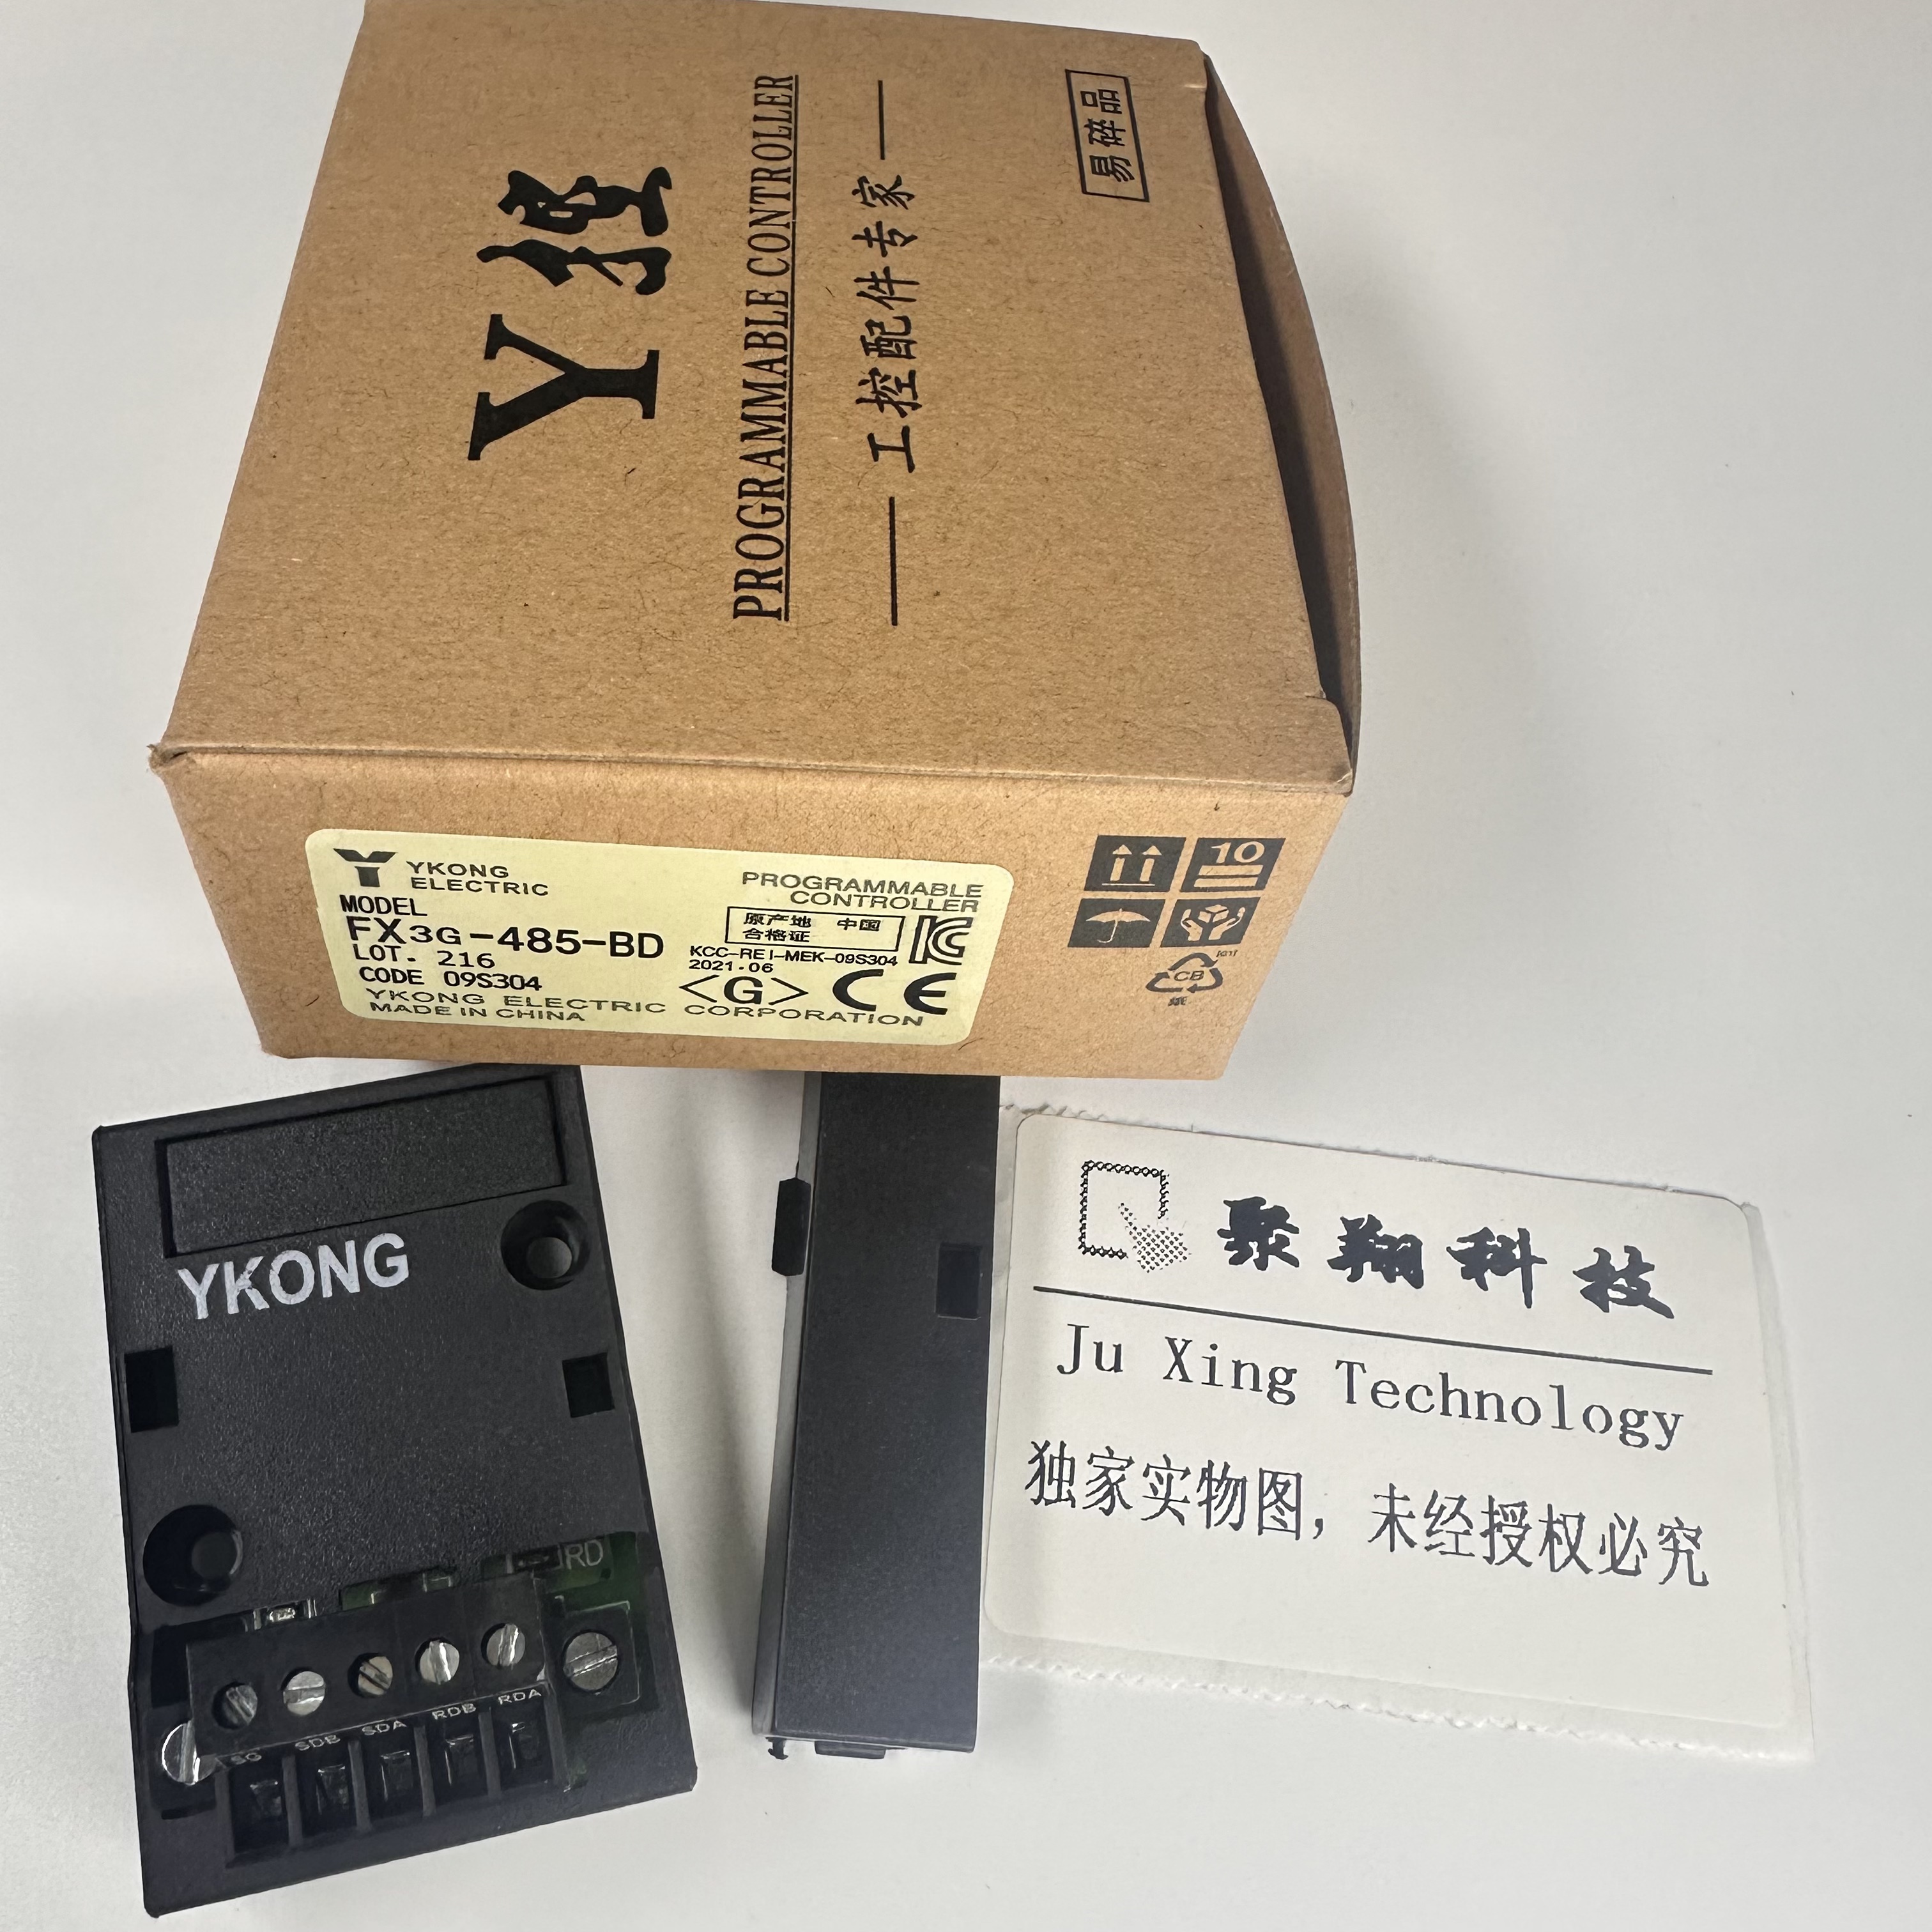 Y控
PROGRAMMABLE CONTROLLER
工控配件专家
易碎品
YKONG
ELECTRIC
PROGRAMMABLE
CONTROLLER
MODEL
FX3G-485-BD
原产地 中国
合格证
LOT. 216
KCC-REI-MEK-09S304
2021.06
CODE 09S304
<G> CE
YKONG ELECTRIC CORPORATION
MADE IN CHINA
10
CB
纸
YKONG
RD
SG SDB SDA RDB RDA
聚翔科技
Ju Xing Technology
独家实物图，未经授权必究